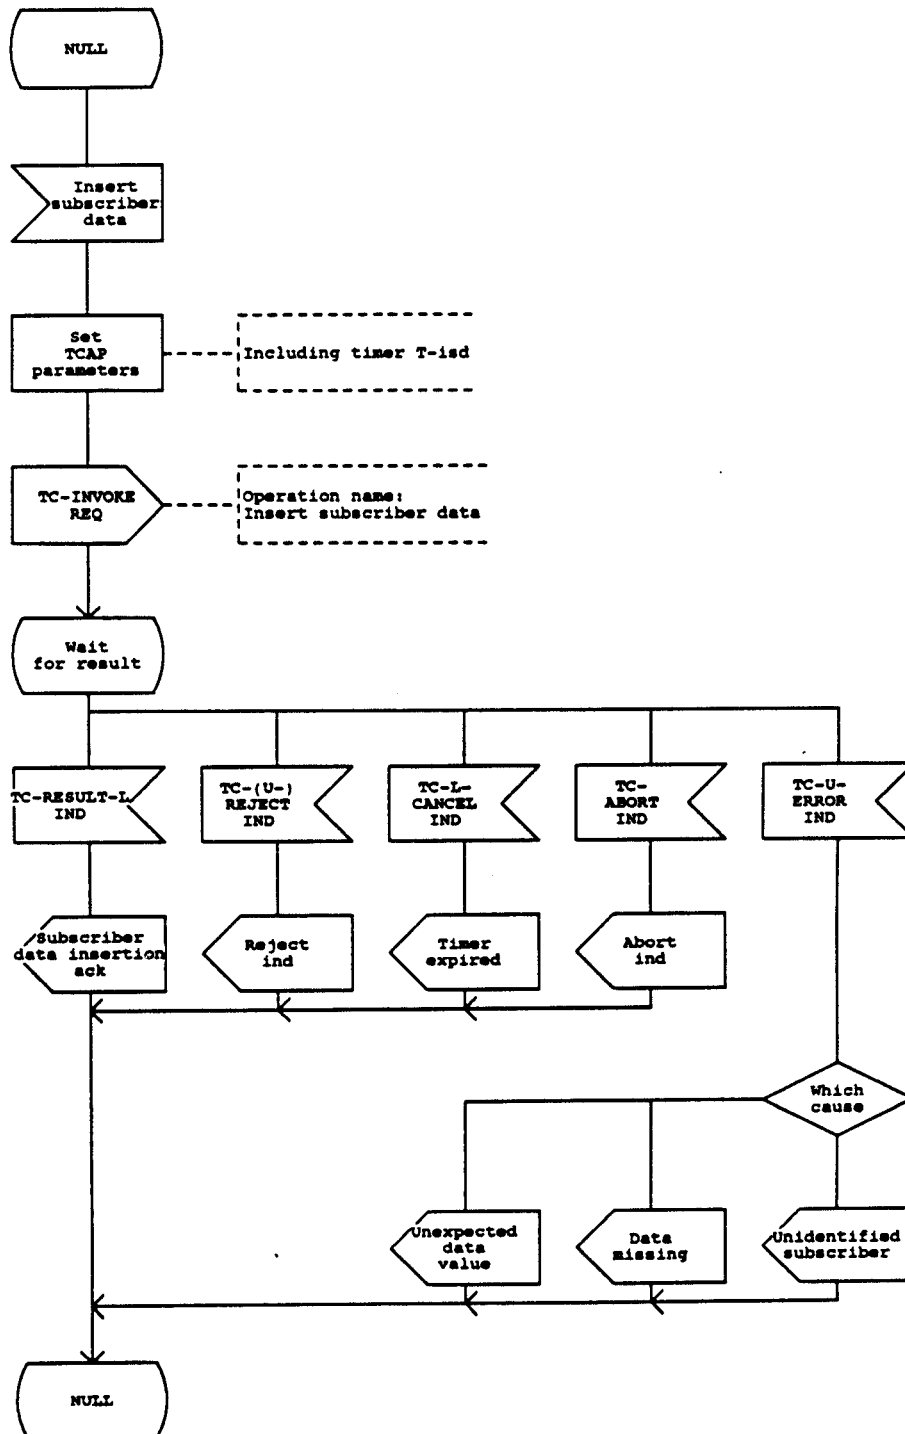 NULL
Insert
subscriber
data
Set
TCAP
parameters
Including timer T-isd
TC-INVOKE
REQ
Operation name:
Insert subscriber data
Wait
for result
TC-RESULT-L
IND
TC-(U-)
REJECT
IND
TC-L-
CANCEL
IND
TC-
ABORT
IND
TC-U-
ERROR
IND
Subscriber
data insertion
ack
Reject
ind
Timer
expired
Abort
ind
Which
cause
Unexpected
data
value
Data
missing
Unidentified
subscriber
NULL